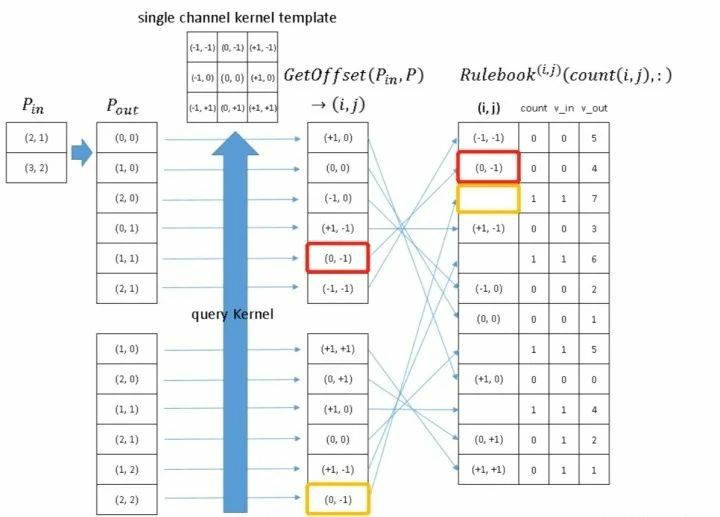 single channel kernel template
(-1, -1) (0, -1) (+1, -1)
(-1, 0) (0, 0) (+1, 0)
(-1, +1) (0, +1) (+1, +1)
P_in P_out GetOffset(P_in, P) Rulebook^(i,j)(count(i,j),:)
→ (i,j)
(i, j) count v_in v_out
(2, 1) (0, 0) (+1, 0) (-1, -1) 0 0 5
(3, 2) (1, 0) (0, 0) (0, -1) 0 0 4
(2, 0) (-1, 0) 1 1 7
(0, 1) (+1, -1) (+1, -1) 0 0 3
(1, 1) (0, -1) 1 1 6
(2, 1) (-1, -1) (-1, 0) 0 0 2
query Kernel (0, 0) 0 0 1
(1, 0) (+1, +1) 1 1 5
(2, 0) (0, +1) (+1, 0) 0 0 0
(1, 1) (+1, 0) 1 1 4
(2, 1) (0, 0) (0, +1) 0 1 2
(1, 2) (+1, -1) (+1, +1) 0 1 1
(2, 2) (0, -1)